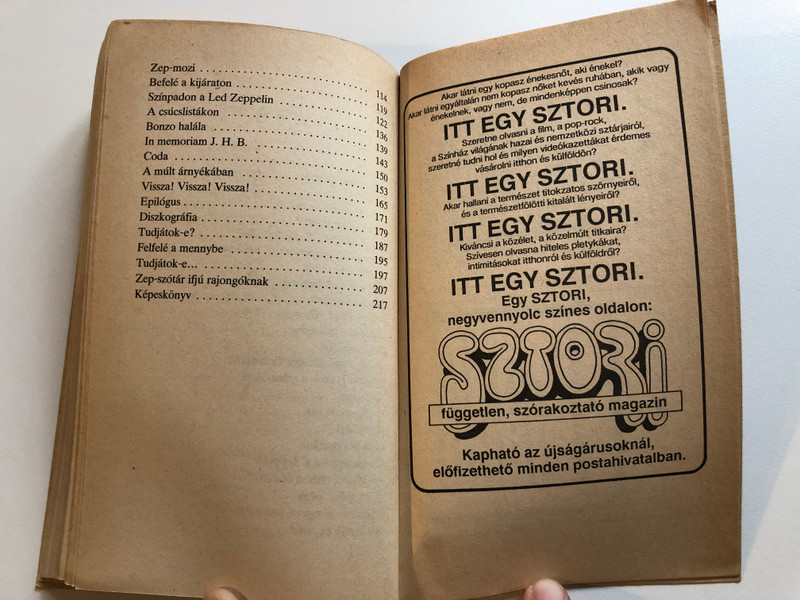 Zep-mozi . . . . . . . . . . . . . . . . . . . . . . . . . . . 114
Befelé a kijáraton . . . . . . . . . . . . . . . . . . . . . . 119
Színpadon a Led Zeppelin . . . . . . . . . . . . . . . . 122
A csúcslistákon . . . . . . . . . . . . . . . . . . . . . . . 136
Bonzo halála . . . . . . . . . . . . . . . . . . . . . . . . . 139
In memoriam J. H. B. . . . . . . . . . . . . . . . . . . . 143
Coda . . . . . . . . . . . . . . . . . . . . . . . . . . . . . . 150
A múlt árnyékában . . . . . . . . . . . . . . . . . . . . . 153
Vissza! Vissza! Vissza! . . . . . . . . . . . . . . . . . . 165
Epilógus . . . . . . . . . . . . . . . . . . . . . . . . . . . . 171
Diszkográfia . . . . . . . . . . . . . . . . . . . . . . . . . 179
Tudjátok-e? . . . . . . . . . . . . . . . . . . . . . . . . . 187
Felfelé a mennybe . . . . . . . . . . . . . . . . . . . . . 195
Tudjátok-e... . . . . . . . . . . . . . . . . . . . . . . . . . 197
Zep-szótár ifjú rajongóknak . . . . . . . . . . . . . . . 207
Képeskönyv . . . . . . . . . . . . . . . . . . . . . . . . . 217
Akar látni egy kopasz énekesnőt, aki énekel?
Akar látni egyáltalán nem kopasz nőket kevés ruhában, akik vagy
énekelnek, vagy nem, de mindenképpen csinosak?
ITT EGY SZTORI.
Szeretne olvasni a film, a pop-rock,
a Színház világának hazai és nemzetközi sztárjairól,
szeretné tudni hol és milyen videókazettákat érdemes
vásárolni itthon és külföldön?
ITT EGY SZTORI.
Akar hallani a természet titokzatos szörnyeiről,
és a természetfölötti kitalált lényeiről?
ITT EGY SZTORI.
Kiváncsi a közélet, a közelmúlt titkaira?
Szívesen olvasna hiteles pletykákat,
intimitásokat itthonról és külföldről?
ITT EGY SZTORI.
Egy SZTORI,
negyvennyolc színes oldalon:
SZTORI
független, szórakoztató magazin
Kapható az újságárusoknál,
előfizethető minden postahivatalban.